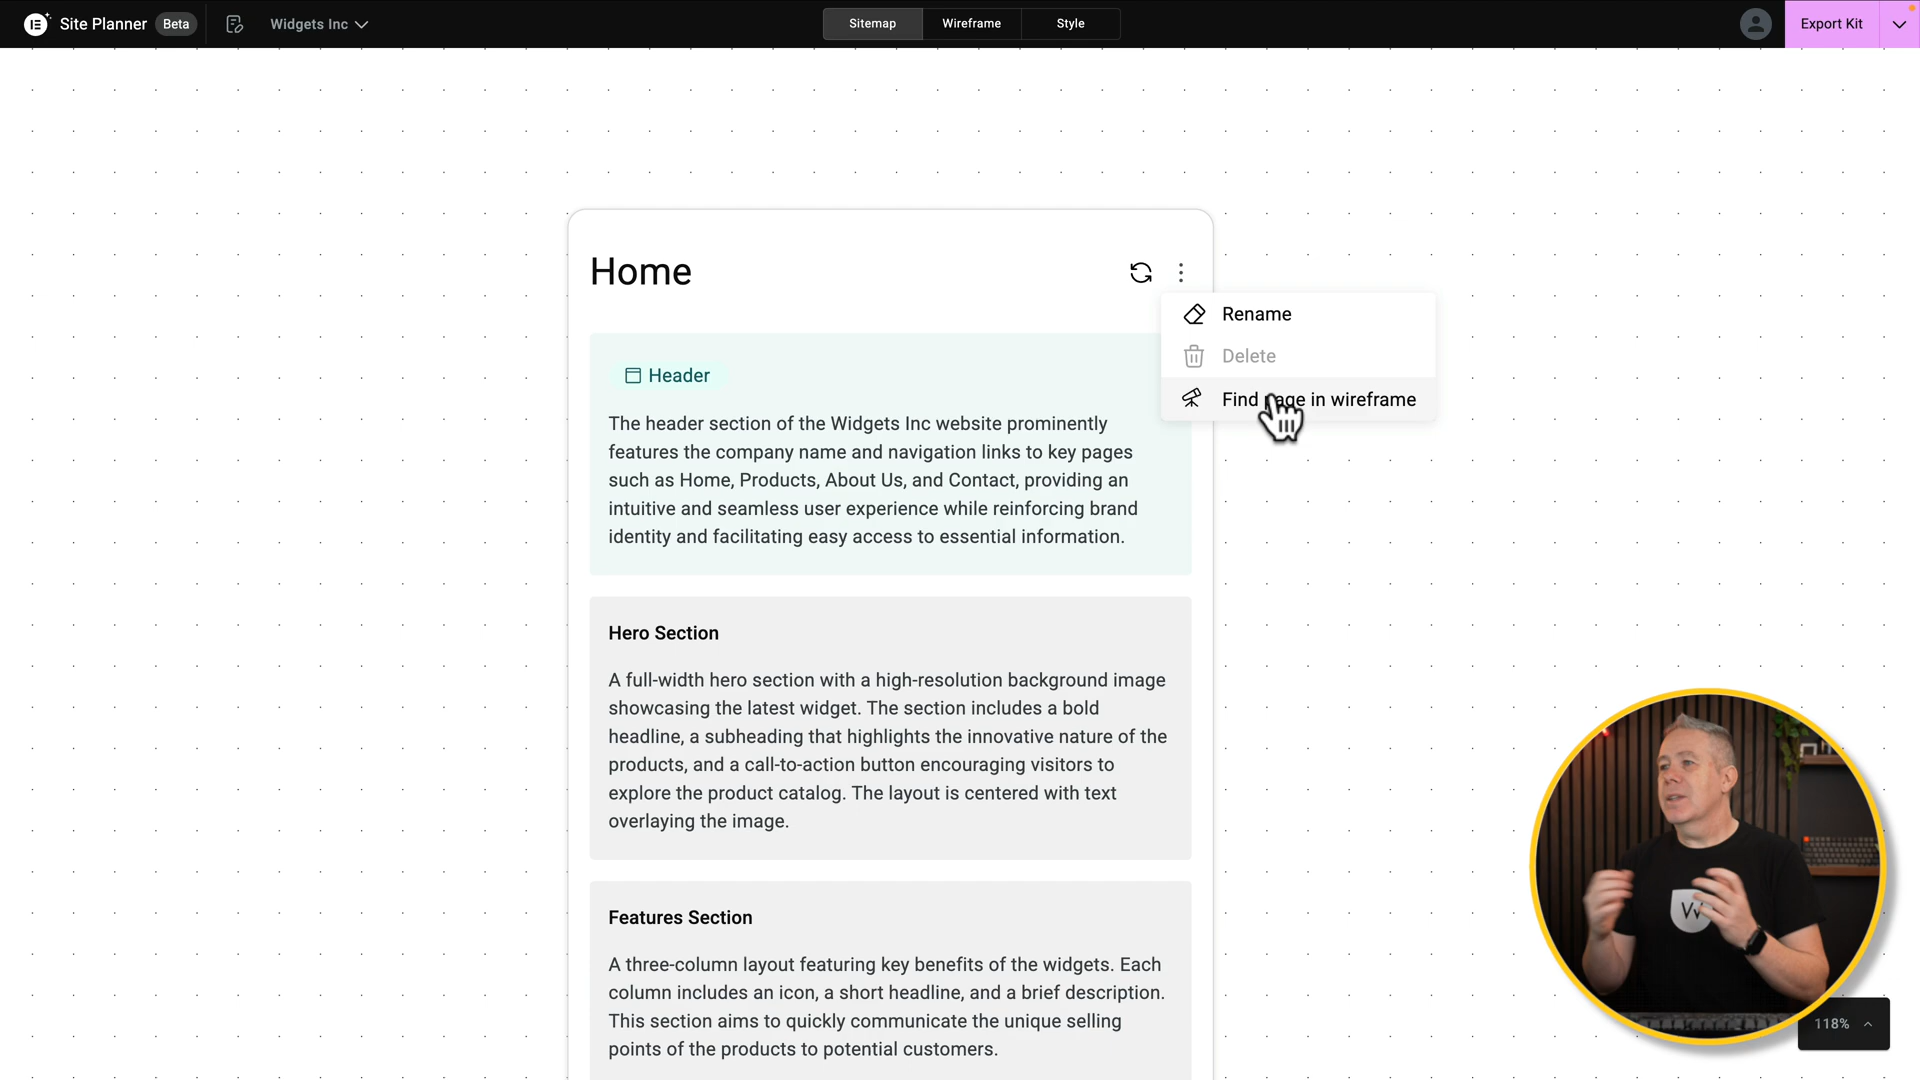 Site Planner Beta Widgets Inc Sitemap Wireframe Style Export Kit
Home
Rename
Delete
Find page in wireframe
Header
The header section of the Widgets Inc website prominently
features the company name and navigation links to key pages
such as Home, Products, About Us, and Contact, providing an
intuitive and seamless user experience while reinforcing brand
identity and facilitating easy access to essential information.
Hero Section
A full-width hero section with a high-resolution background image
showcasing the latest widget. The section includes a bold
headline, a subheading that highlights the innovative nature of the
products, and a call-to-action button encouraging visitors to
explore the product catalog. The layout is centered with text
overlaying the image.
Features Section
A three-column layout featuring key benefits of the widgets. Each
column includes an icon, a short headline, and a brief description.
This section aims to quickly communicate the unique selling
points of the products to potential customers.
W
118%